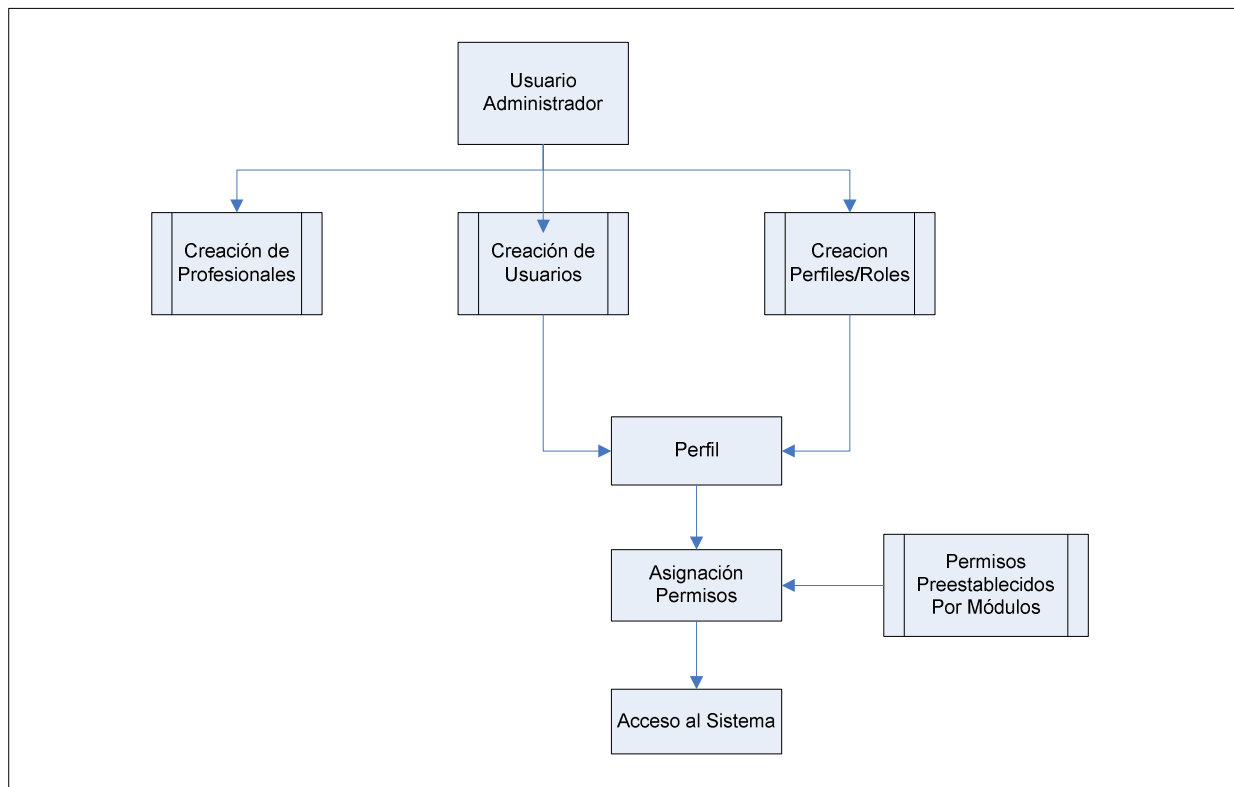 Usuario
Administrador
Creación de
Profesionales
Creación de
Usuarios
Creacion
Perfiles/Roles
Perfil
Asignación
Permisos
Permisos
Preestablecidos
Por Módulos
Acceso al Sistema